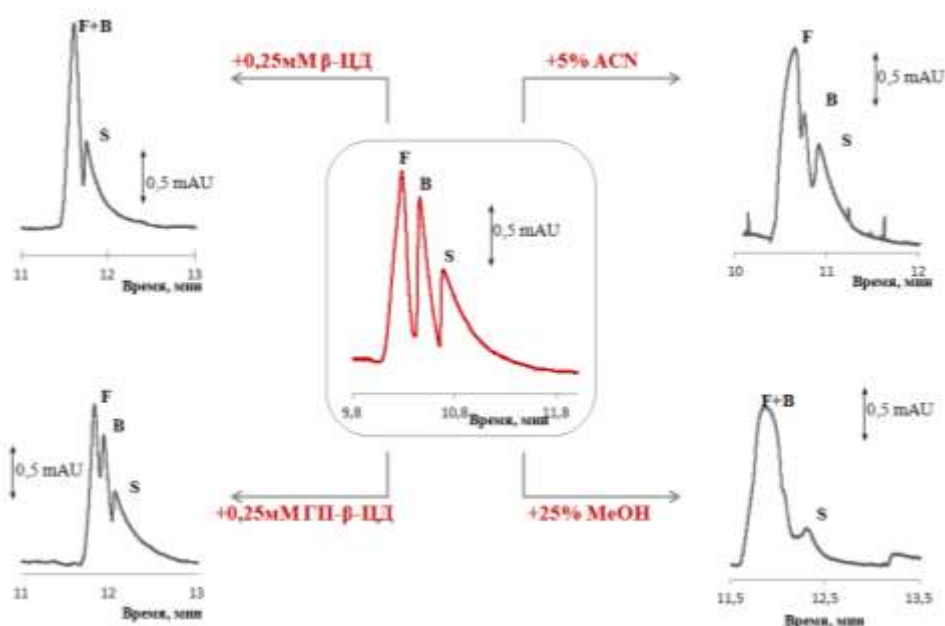 F+B
S
0,5 mAU
11
12
13
Время, мин
+0,25мМ β-ЦД
+5% ACN
F
B
S
0,5 mAU
10
11
12
Время, мин
F
B
S
0,5 mAU
9,8
10,8
11,8
Время, мин
F
B
S
0,5 mAU
11
12
13
Время, мин
+0,25мМ ГП-β-ЦД
+25% MeOH
F+B
S
0,5 mAU
11,5
12,5
13,5
Время, мин